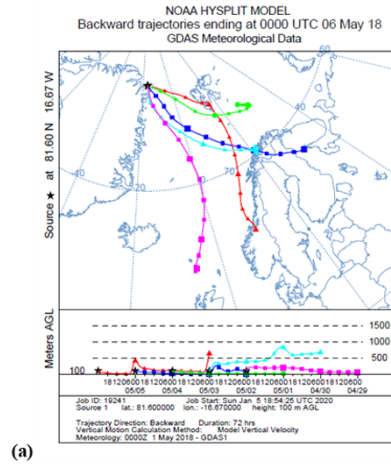 NOAA HYSPLIT MODEL
Backward trajectories ending at 0000 UTC 06 May 18
GDAS Meteorological Data
Source ★ at 81.60 N 16.67 W
60
40
20
0
70
60
Meters AGL
1500
1000
500
100
18 12 06 00 18 12 06 00 18 12 06 00 18 12 06 00 18 12 06 00 18 12 06 00 18 12 06 00
05/05 05/04 05/03 05/02 05/01 04/30 04/29
Job ID: 19241 Job Start: Sun Jan 5 18:54:25 UTC 2020
Source 1 lat.: 81.600000 lon.: -16.670000 height: 100 m AGL
Trajectory Direction: Backward Duration: 72 hrs
Vertical Motion Calculation Method: Model Vertical Velocity
Meteorology: 0000Z 1 May 2018 - GDAS1
(a)